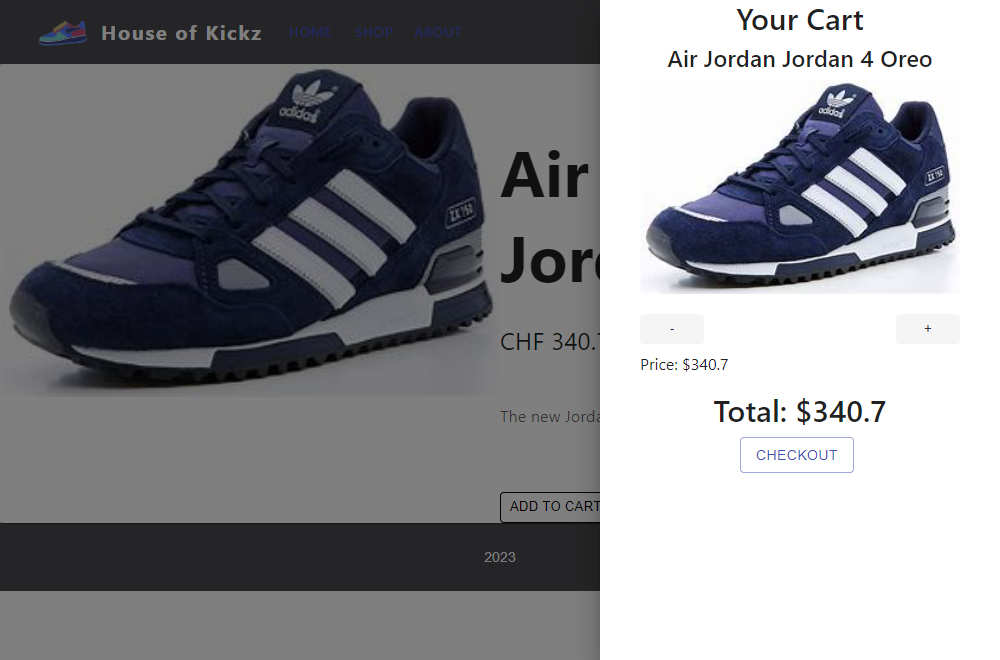 House of Kickz HOME SHOP ABOUT
adidas
ZX 750
Air
Jord
CHF 340.7
The new Jorda
ADD TO CART
2023
Your Cart
Air Jordan Jordan 4 Oreo
adidas
ZX 750
- +
Price: $340.7
Total: $340.7
CHECKOUT